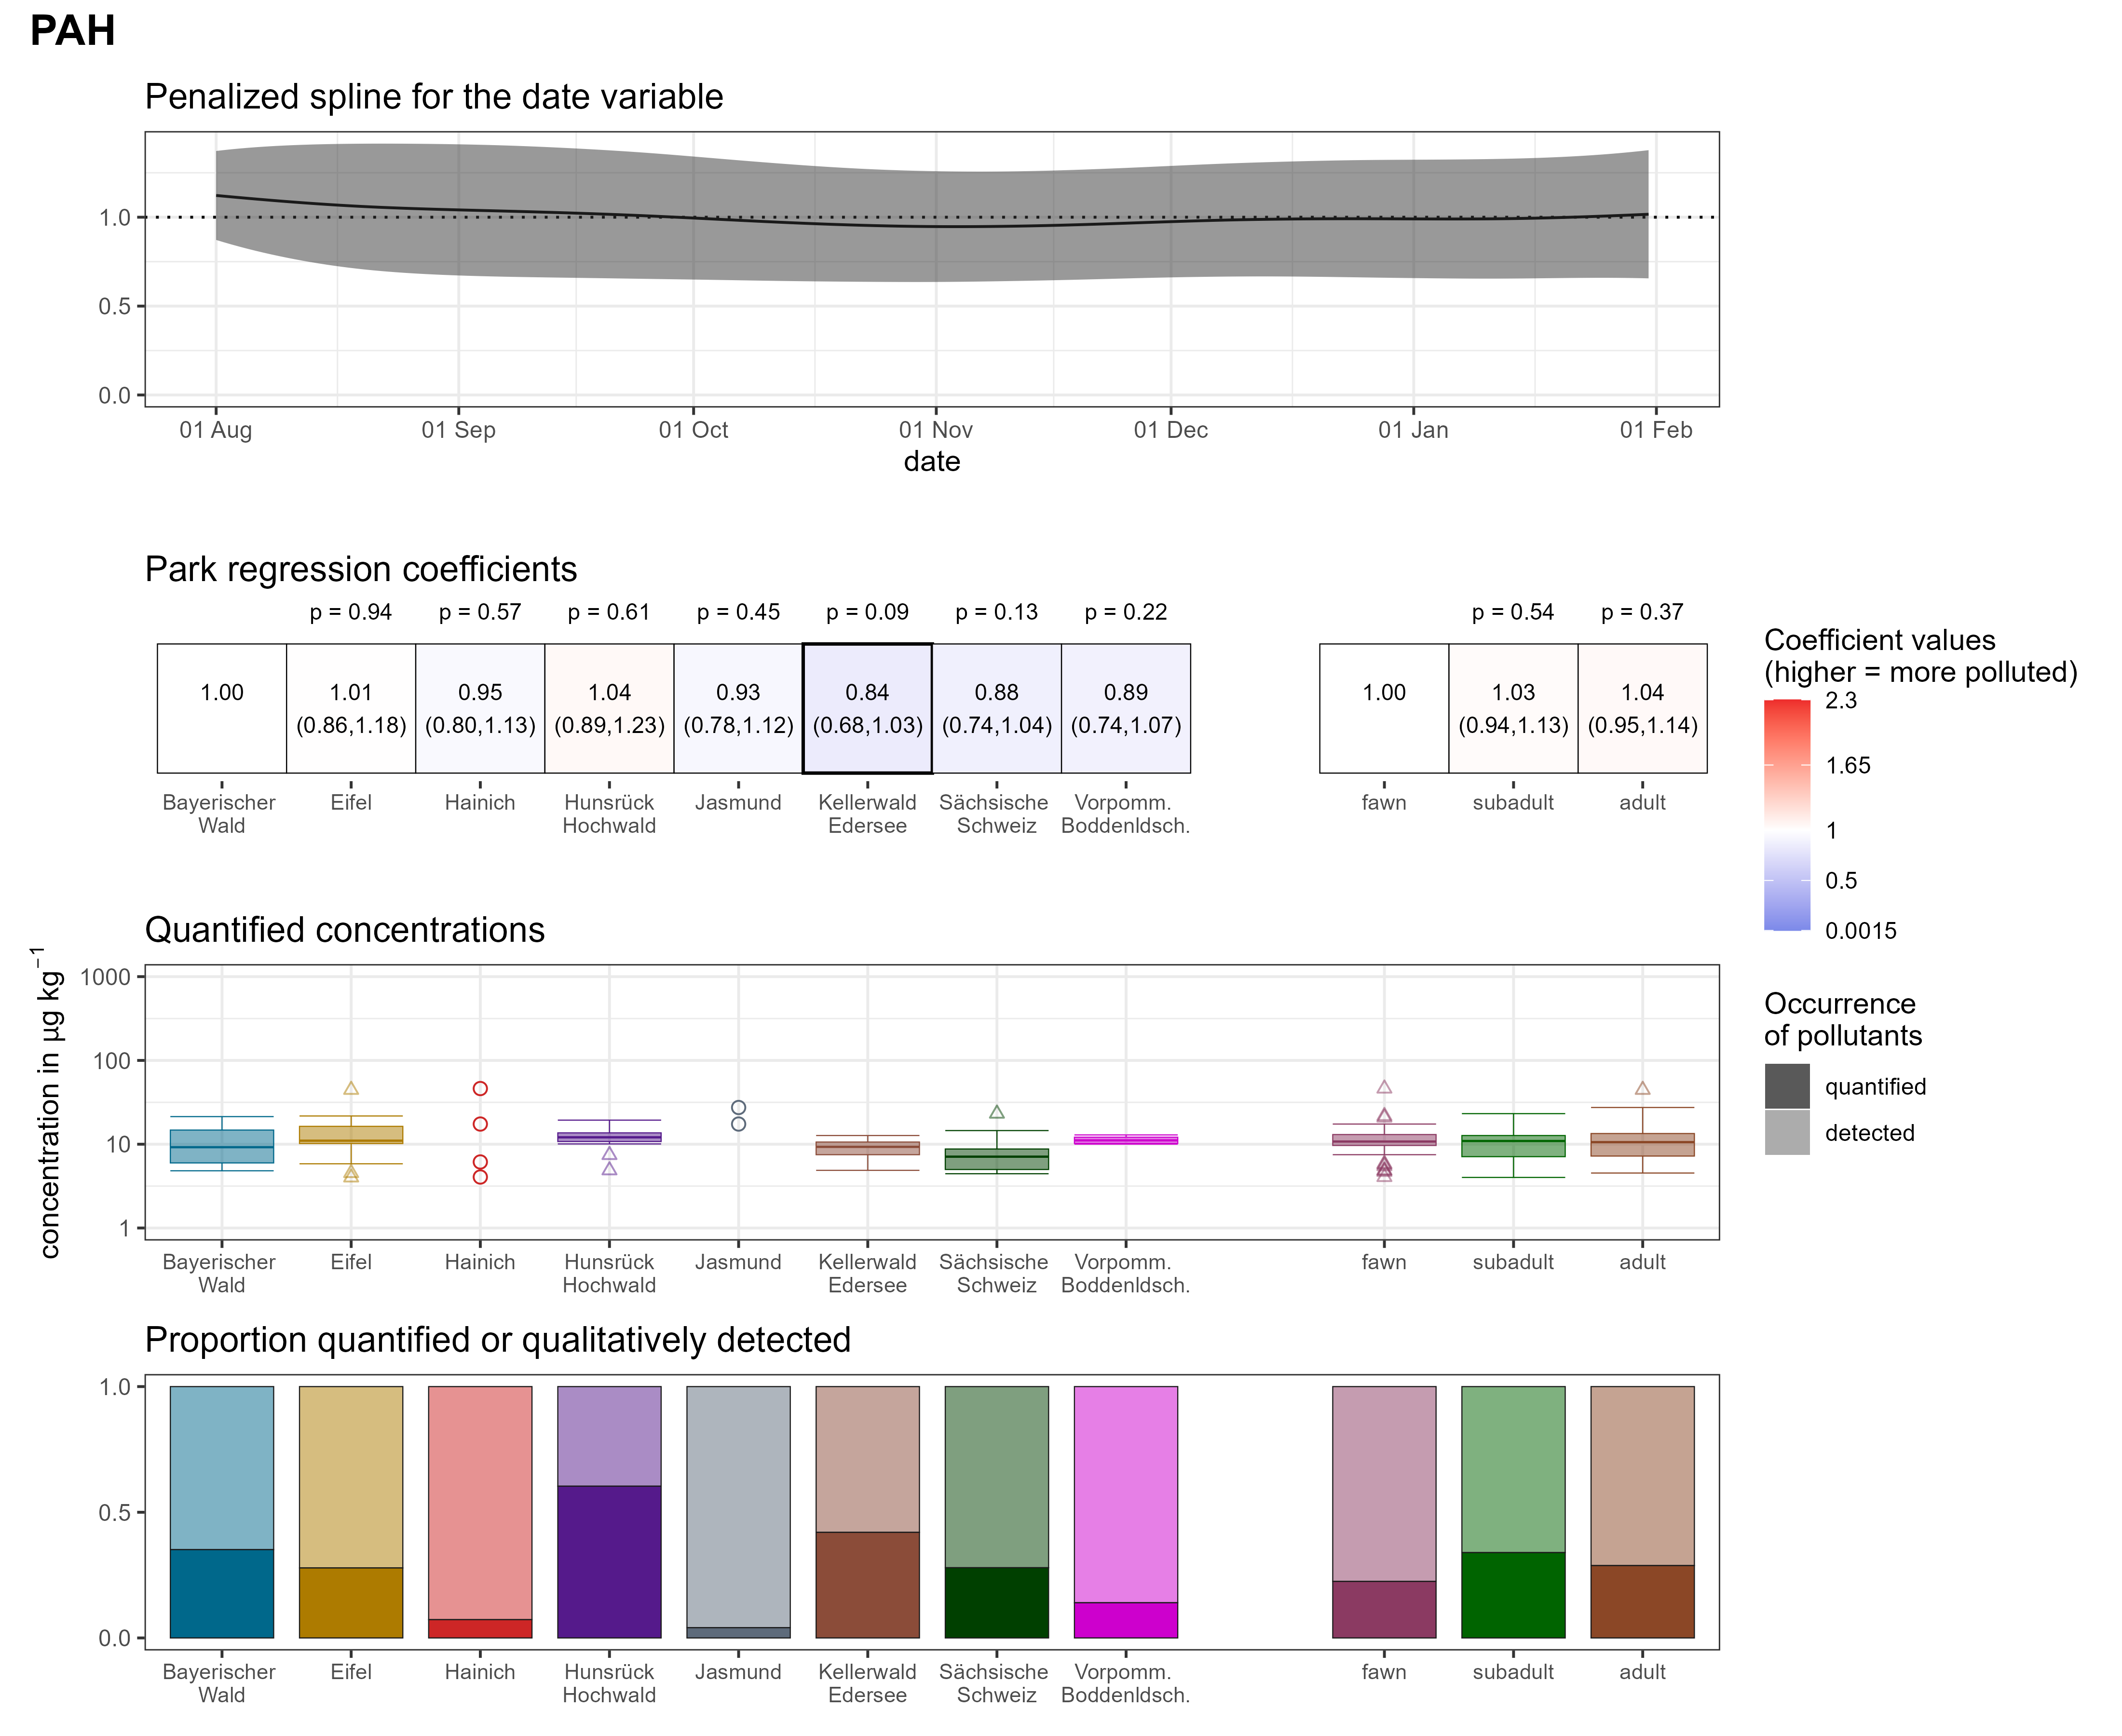 PAH
Penalized spline for the date variable
1.0
0.5
0.0
01 Aug 01 Sep 01 Oct 01 Nov 01 Dec 01 Jan 01 Feb
date
Park regression coefficients
p = 0.94 p = 0.57 p = 0.61 p = 0.45 p = 0.09 p = 0.13 p = 0.22 p = 0.54 p = 0.37
1.00 1.01 0.95 1.04 0.93 0.84 0.88 0.89 1.00 1.03 1.04
(0.86,1.18) (0.80,1.13) (0.89,1.23) (0.78,1.12) (0.68,1.03) (0.74,1.04) (0.74,1.07) (0.94,1.13) (0.95,1.14)
Bayerischer Eifel Hainich Hunsrück Jasmund Kellerwald Sächsische Vorpomm. fawn subadult adult
Wald Hochwald Edersee Schweiz Boddenldsch.
Coefficient values
(higher = more polluted)
2.3
1.65
1
0.5
0.0015
Quantified concentrations
concentration in µg kg⁻¹
1000
100
10
1
Bayerischer Eifel Hainich Hunsrück Jasmund Kellerwald Sächsische Vorpomm. fawn subadult adult
Wald Hochwald Edersee Schweiz Boddenldsch.
Occurrence
of pollutants
quantified
detected
Proportion quantified or qualitatively detected
1.0
0.5
0.0
Bayerischer Eifel Hainich Hunsrück Jasmund Kellerwald Sächsische Vorpomm. fawn subadult adult
Wald Hochwald Edersee Schweiz Boddenldsch.